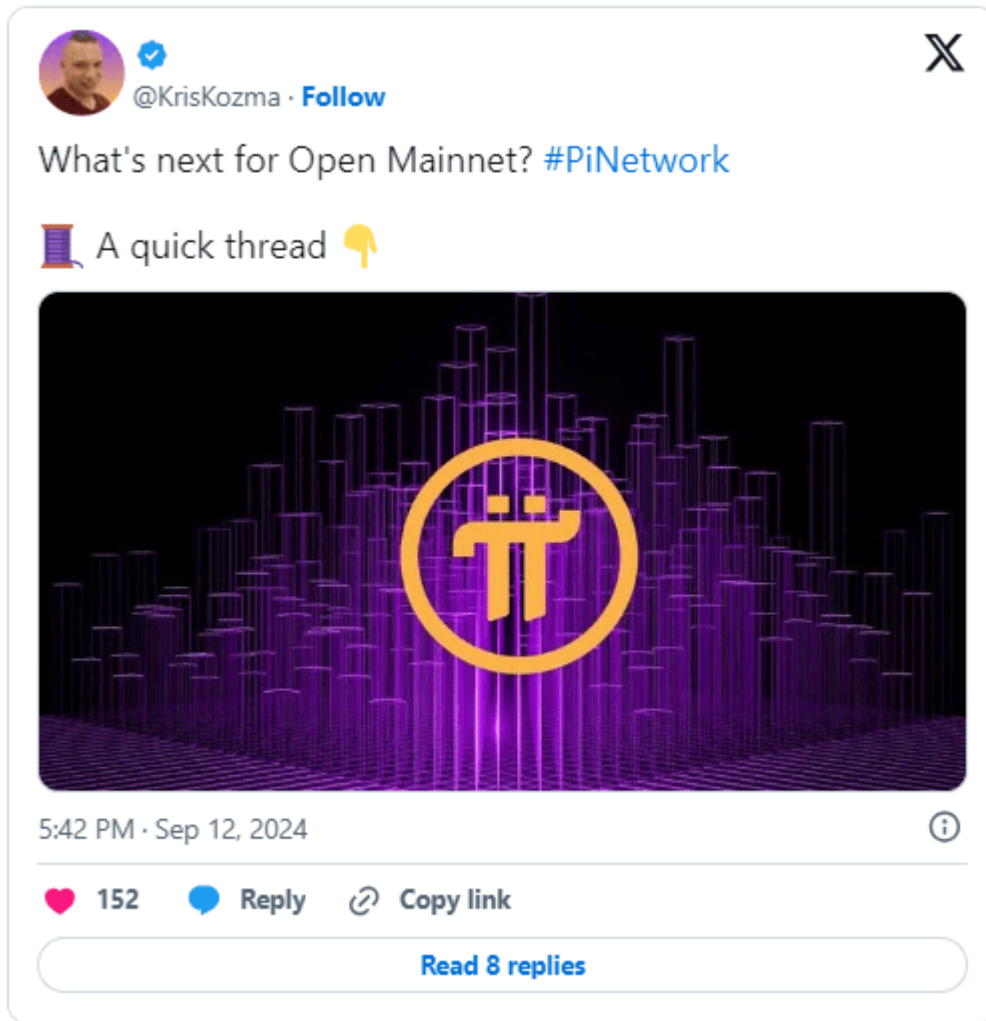 @KrisKozma · Follow
What's next for Open Mainnet? #PiNetwork
A quick thread
5:42 PM · Sep 12, 2024
152 Reply Copy link
Read 8 replies